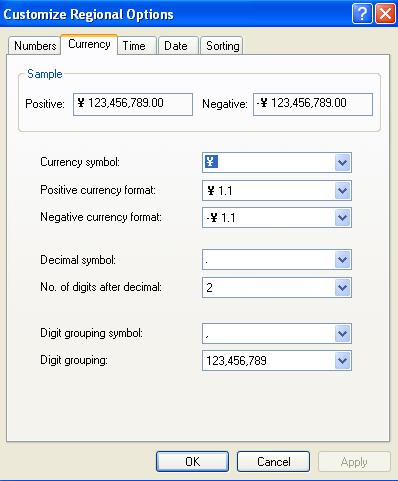 Customize Regional Options
Numbers Currency Time Date Sorting
Sample
Positive: ¥ 123,456,789.00 Negative: -¥ 123,456,789.00
Currency symbol: ¥
Positive currency format: ¥ 1.1
Negative currency format: -¥ 1.1
Decimal symbol: .
No. of digits after decimal: 2
Digit grouping symbol: ,
Digit grouping: 123,456,789
OK Cancel Apply